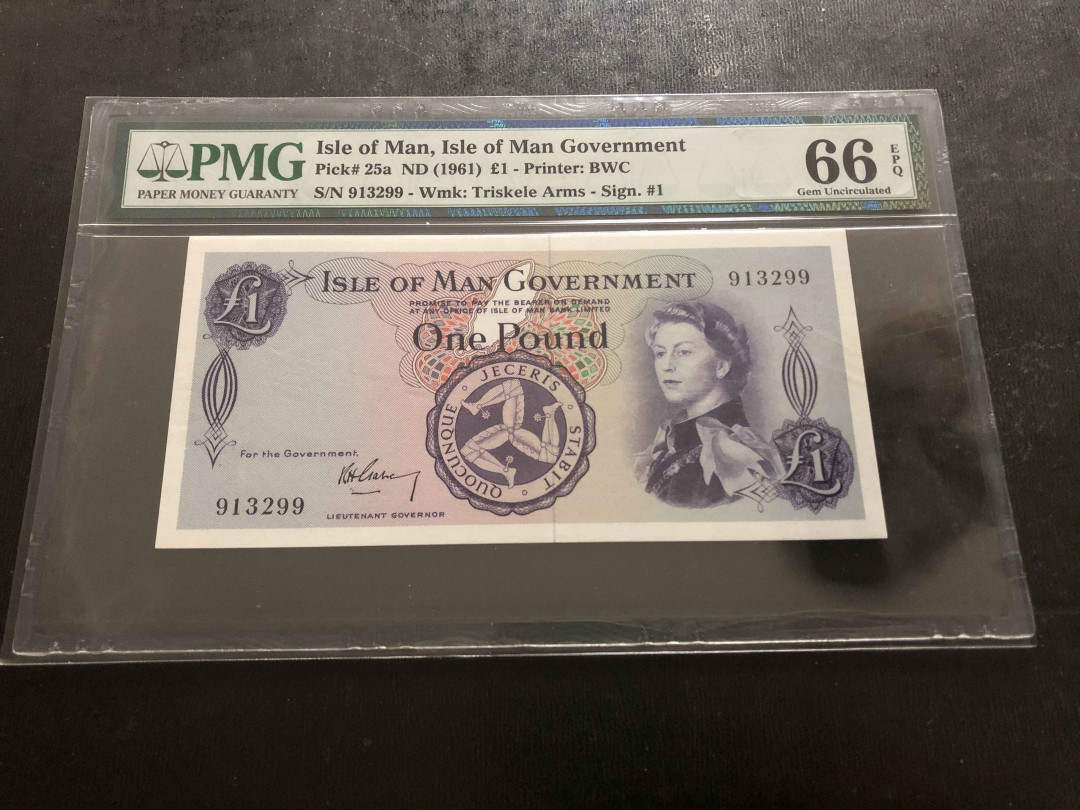 PMG
PAPER MONEY GUARANTY
Isle of Man, Isle of Man Government
Pick# 25a ND (1961) £1 - Printer: BWC
S/N 913299 - Wmk: Triskele Arms - Sign. #1
66
EPQ
Gem Uncirculated
£1
ISLE OF MAN GOVERNMENT
913299
PROMISE TO PAY THE BEARER ON DEMAND
AT ANY OFFICE OF ISLE OF MAN BANK LIMITED
One Pound
QUOCUNQUE JECERIS STABIT
For the Government,
913299
LIEUTENANT GOVERNOR
£1